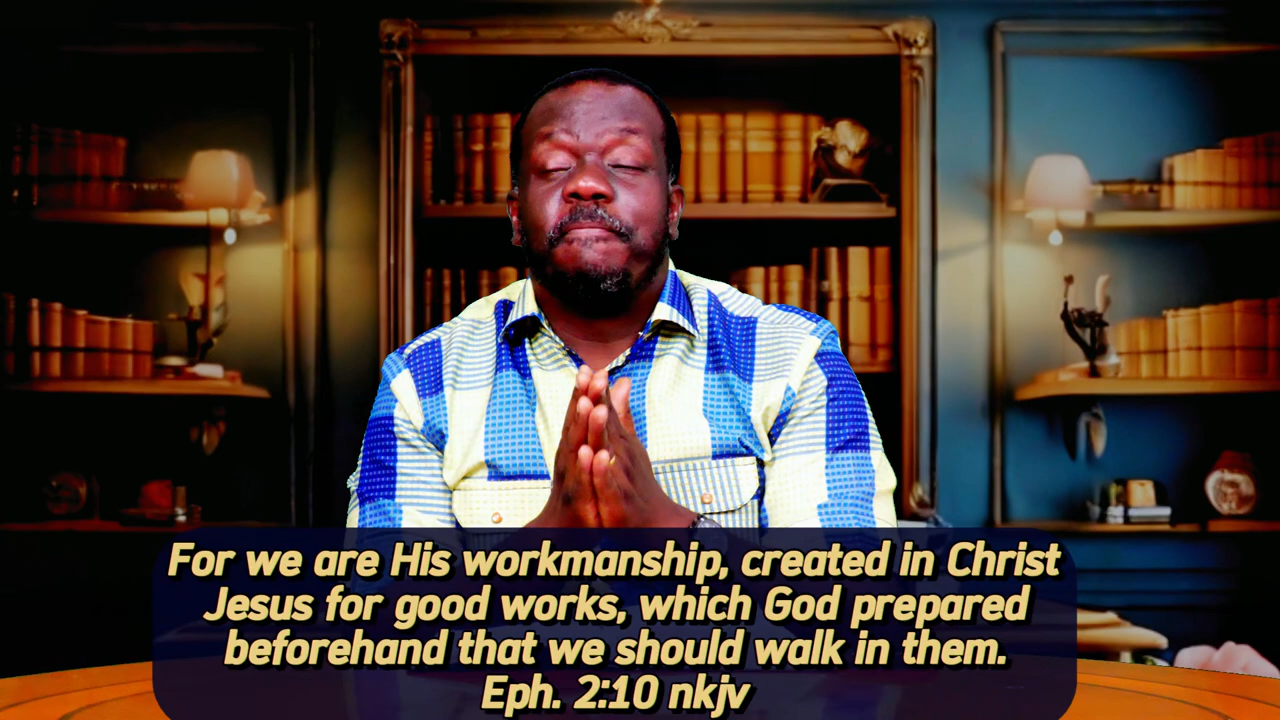 For we are His workmanship, created in Christ
Jesus for good works, which God prepared
beforehand that we should walk in them.
Eph. 2:10 nkjv